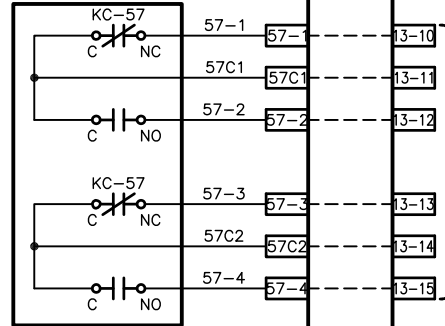 KC-57
57-1 57-1 13-10
C NC
57C1 57C1 13-11
57-2 57-2 13-12
C NO
KC-57
57-3 57-3 13-13
C NC
57C2 57C2 13-14
57-4 57-4 13-15
C NO